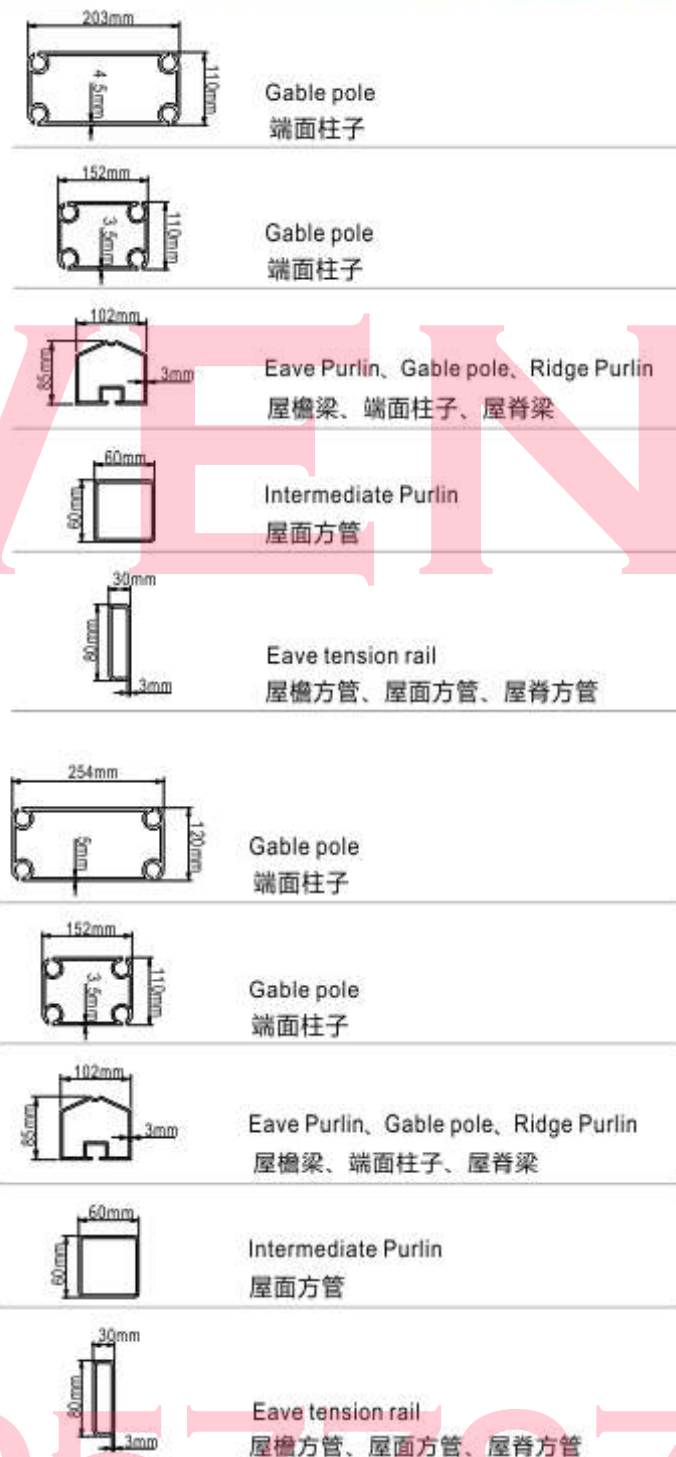 203mm
110mm
4.5mm
Gable pole
端面柱子
152mm
110mm
3.5mm
Gable pole
端面柱子
102mm
85mm
3mm
Eave Purlin、Gable pole、Ridge Purlin
屋檐梁、端面柱子、屋脊梁
60mm
60mm
Intermediate Purlin
屋面方管
30mm
80mm
3mm
Eave tension rail
屋檐方管、屋面方管、屋脊方管
254mm
120mm
5mm
Gable pole
端面柱子
152mm
110mm
3.5mm
Gable pole
端面柱子
102mm
85mm
3mm
Eave Purlin、Gable pole、Ridge Purlin
屋檐梁、端面柱子、屋脊梁
60mm
60mm
Intermediate Purlin
屋面方管
30mm
80mm
3mm
Eave tension rail
屋檐方管、屋面方管、屋脊方管
VEN